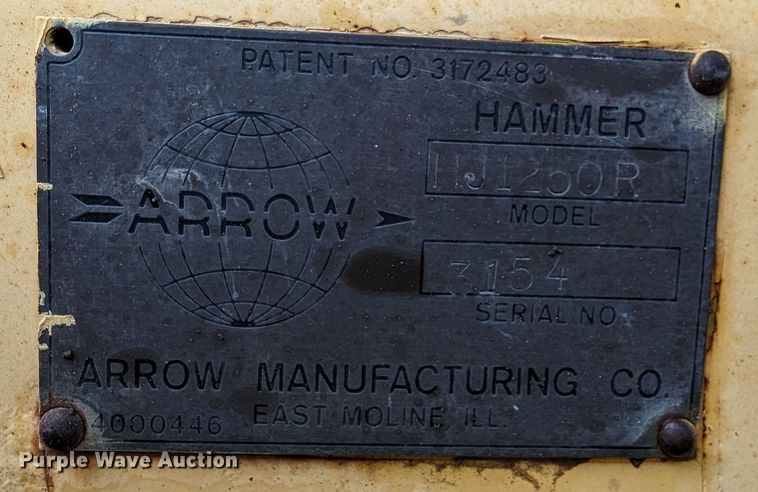 PATENT NO. 3172483
HAMMER
HJ1250R
MODEL
ARROW
3154
SERIAL NO
ARROW MANUFACTURING CO.
4000446
EAST MOLINE, ILL.
Purple Wave Auction